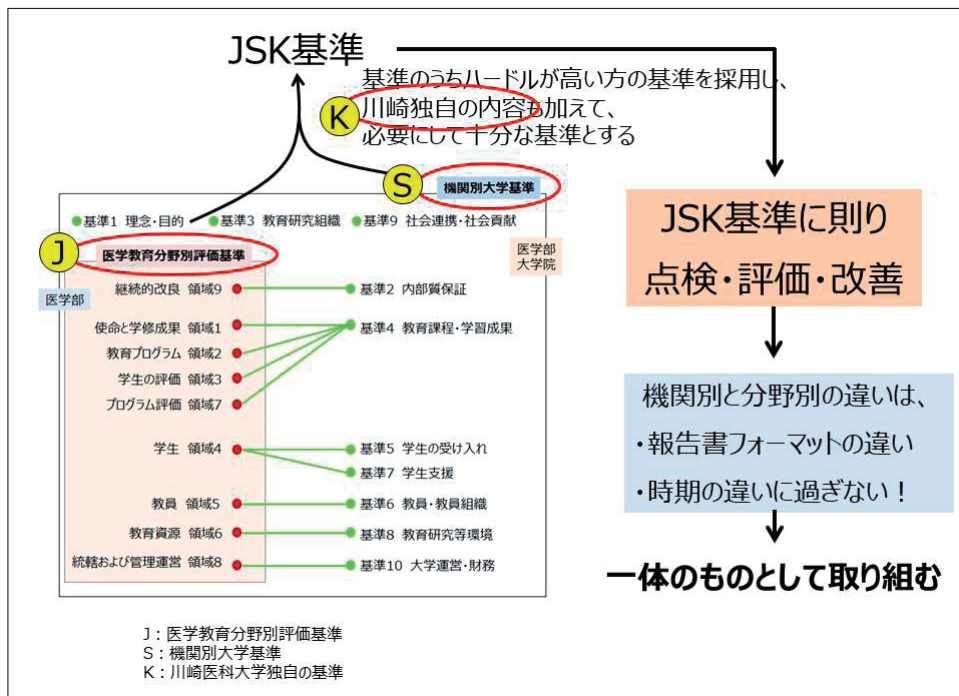 JSK基準
基準のうちハードルが高い方の基準を採用し、
K
川崎独自の内容も加えて、
必要にして十分な基準とする
S
機関別大学基準
基準1 理念・目的
基準3 教育研究組織
基準9 社会連携・社会貢献
J
医学教育分野別評価基準
医学部
大学院
医学部
継続的改良 領域9
基準2 内部質保証
使命と学修成果 領域1
基準4 教育課程・学習成果
教育プログラム 領域2
学生の評価 領域3
プログラム評価 領域7
学生 領域4
基準5 学生の受け入れ
基準7 学生支援
教員 領域5
基準6 教員・教員組織
教育資源 領域6
基準8 教育研究等環境
統轄および管理運営 領域8
基準10 大学運営・財務
JSK基準に則り
点検・評価・改善
機関別と分野別の違いは、
・報告書フォーマットの違い
・時期の違いに過ぎない！
一体のものとして取り組む
J：医学教育分野別評価基準
S：機関別大学基準
K：川崎医科大学独自の基準